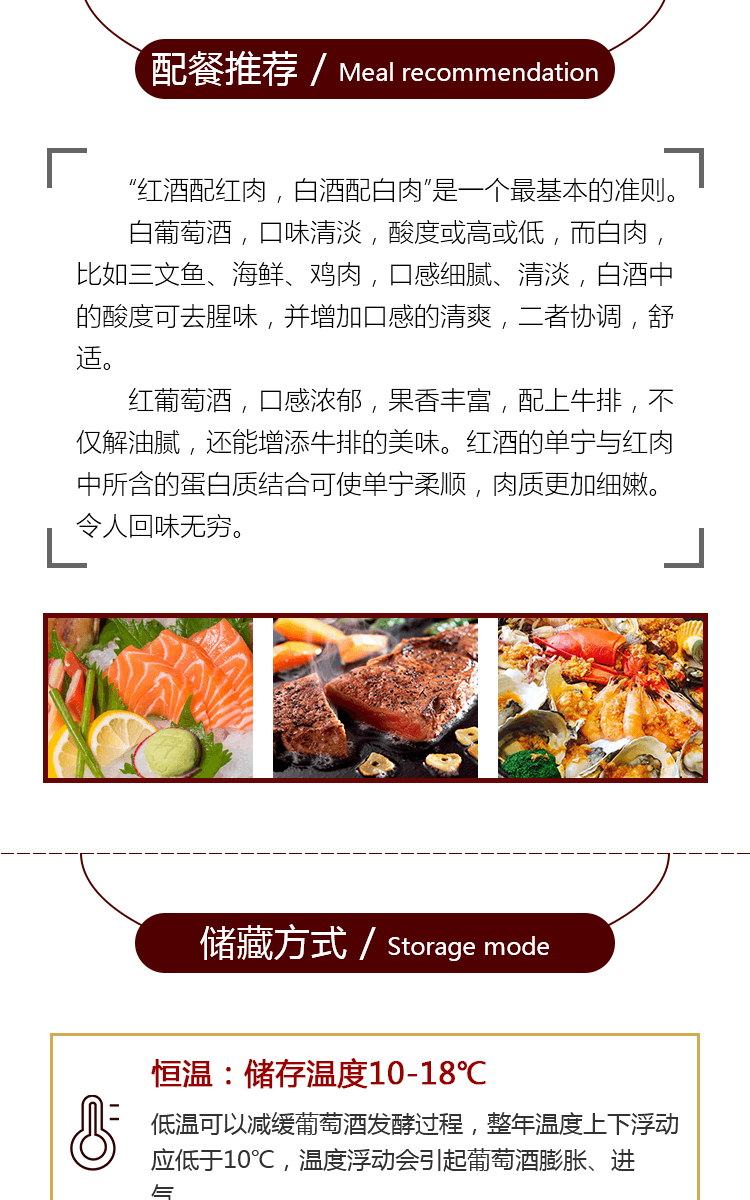 配餐推荐 / Meal recommendation
“红酒配红肉，白酒配白肉”是一个最基本的准则。
白葡萄酒，口味清淡，酸度或高或低，而白肉，
比如三文鱼、海鲜、鸡肉，口感细腻、清淡，白酒中
的酸度可去腥味，并增加口感的清爽，二者协调，舒
适。
红葡萄酒，口感浓郁，果香丰富，配上牛排，不
仅解油腻，还能增添牛排的美味。红酒的单宁与红肉
中所含的蛋白质结合可使单宁柔顺，肉质更加细嫩。
令人回味无穷。
储藏方式 / Storage mode
恒温：储存温度10-18℃
低温可以减缓葡萄酒发酵过程，整年温度上下浮动
应低于10℃，温度浮动会引起葡萄酒膨胀、进
气